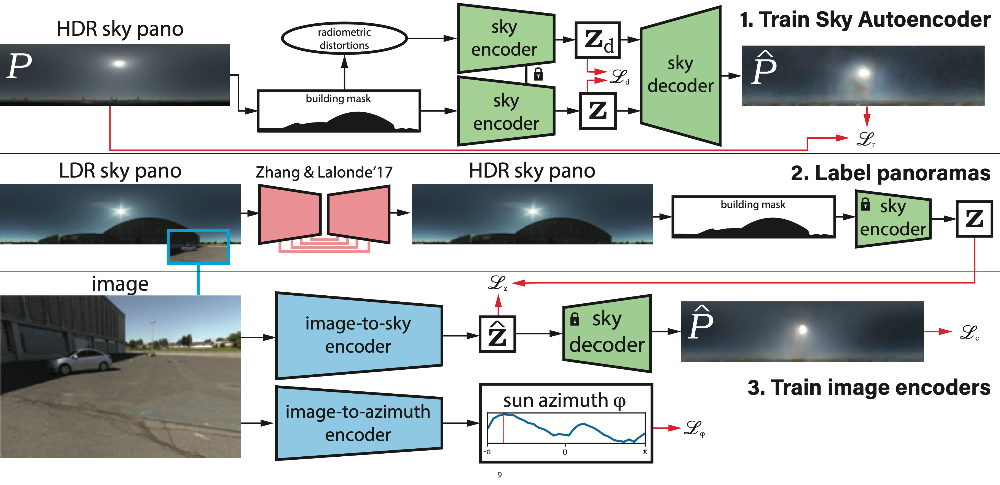 1. Train Sky Autoencoder
HDR sky pano
P
radiometric
distortions
building mask
sky
encoder
sky
encoder
z_d
ℒ_d
z
sky
decoder
P̂
ℒ_r
2. Label panoramas
LDR sky pano
Zhang & Lalonde‘17
HDR sky pano
building mask
sky
encoder
z
image
ℒ_z
image-to-sky
encoder
ẑ
sky
decoder
P̂
ℒ_c
3. Train image encoders
image-to-azimuth
encoder
sun azimuth φ
-π 0 π
ℒ_φ
9